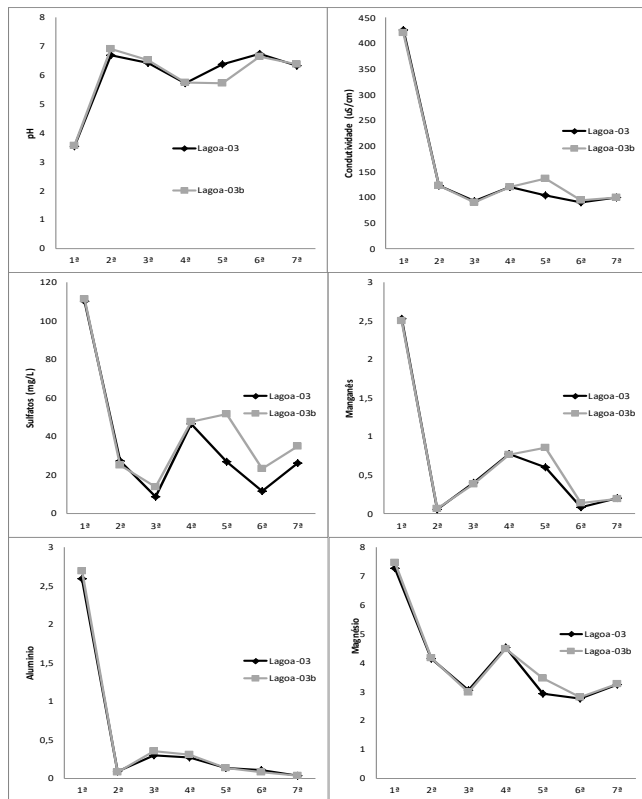 8
7
6
5
4
3
2
1
0
pH
Lagoa-03
Lagoa-03b
1ª 2ª 3ª 4ª 5ª 6ª 7ª
450
400
350
300
250
200
150
100
50
0
Condutividade (uS/cm)
Lagoa-03
Lagoa-03b
1ª 2ª 3ª 4ª 5ª 6ª 7ª
120
100
80
60
40
20
0
Sulfatos (mg/L)
Lagoa-03
Lagoa-03b
1ª 2ª 3ª 4ª 5ª 6ª 7ª
3
2,5
2
1,5
1
0,5
0
Manganês
Lagoa-03
Lagoa-03b
1ª 2ª 3ª 4ª 5ª 6ª 7ª
3
2,5
2
1,5
1
0,5
0
Alumínio
Lagoa-03
Lagoa-03b
1ª 2ª 3ª 4ª 5ª 6ª 7ª
8
7
6
5
4
3
2
1
0
Magnésio
Lagoa-03
Lagoa-03b
1ª 2ª 3ª 4ª 5ª 6ª 7ª